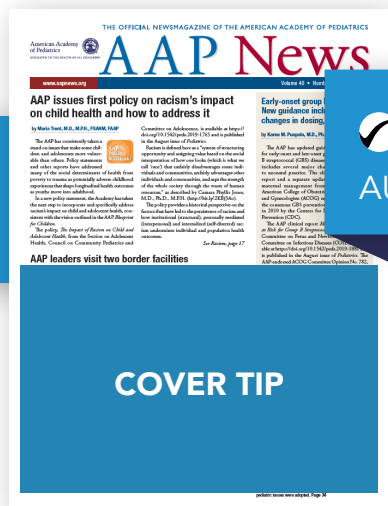 THE OFFICIAL NEWSMAGAZINE OF THE AMERICAN ACADEMY OF PEDIATRICS
American Academy
of Pediatrics
DEDICATED TO THE HEALTH OF ALL CHILDREN
AAP News
www.aapnews.org
Volume 40 •
AAP issues first policy on racism's impact
on child health and how to address it
by Maria Trent, M.D., M.P.H., FSAHM, FAAP
The AAP has consistently taken a
stand on issues that make some chil-
dren and adolescents more vulner-
able than others. Policy statements
and other reports have addressed
many of the social determinants of health from
poverty to trauma as potentially adverse childhood
experiences that shape longitudinal health outcomes
as youths move into adulthood.
In a new policy statement, the Academy has taken
the next step to incorporate and specifically address
racism's impact on child and adolescent health, con-
sistent with the vision outlined in the AAP Blueprint
for Children.
The policy, The Impact of Racism on Child and
Adolescent Health, from the Section on Adolescent
Health, Council on Community Pediatrics and
Committee on Adolescence, is available at https://
doi.org/10.1542/peds.2019-1765 and is published
in the August issue of Pediatrics.
Racism is defined here as a "system of structuring
opportunity and assigning value based on the social
interpretation of how one looks (which is what we
call 'race') that unfairly disadvantages some indi-
viduals and communities, unfairly advantages other
individuals and communities, and saps the strength
of the whole society through the waste of human
resources," as described by Camara Phyllis Jones,
M.D., Ph.D., M.P.H.
The policy provides a historical perspective on the
factors that have led to the persistence of racism and
how institutional (structural), personally mediated
(interpersonal) and internalized (self-directed) rac-
ism undermines individual and population health
outcomes.
See Racism, page 17
AAP leaders visit two border facilities
Early-onset group
New guidance
changes in dosing,
by Karen M. Puopolo, M.D., Ph.
The AAP has updated
for early-onset and late-onset
B streptococcal (GBS)
includes several major
to neonatal practice. The
report and a separate
maternal management from
American College of
and Gynecologists (ACOG)
the consensus GBS
in 2010 by the Centers for
Prevention (CDC).
The AAP clinical report
at Risk for Group B
Committee on Fetus and
Committee on Infectious Diseases
able at https://doi.org/10.1542/peds.2019-
is published in the August issue of Pediatrics. The
AAP-endorsed ACOG Committee Opinion No. 782,
AU
COVER TIP
pediatric issues were adopted. Page 34